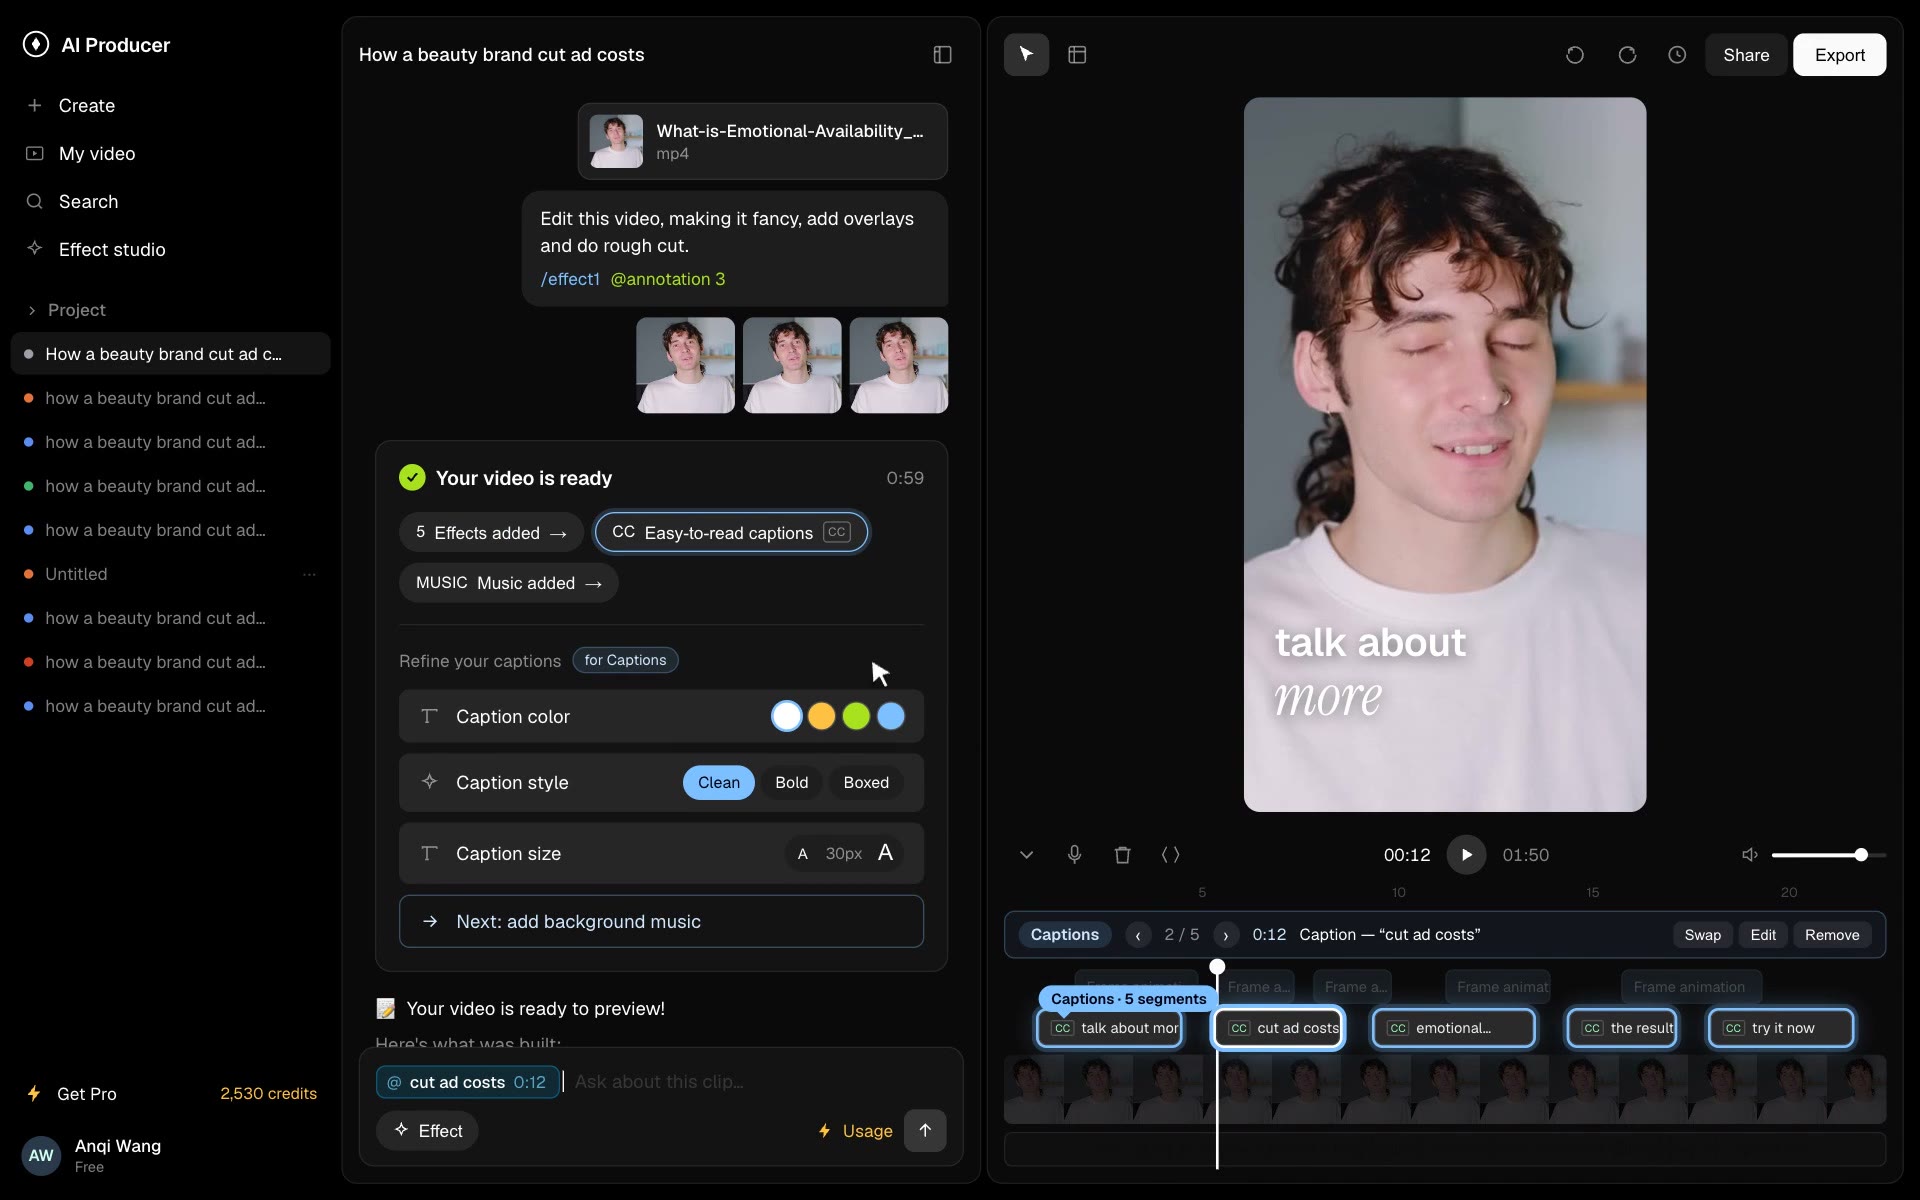 AI Producer
Create
My video
Search
Effect studio
Project
How a beauty brand cut ad c...
how a beauty brand cut ad...
how a beauty brand cut ad...
how a beauty brand cut ad...
how a beauty brand cut ad...
Untitled
how a beauty brand cut ad...
how a beauty brand cut ad...
how a beauty brand cut ad...
Get Pro 2,530 credits
AW Anqi Wang
Free
How a beauty brand cut ad costs
What-is-Emotional-Availability_...
mp4
Edit this video, making it fancy, add overlays
and do rough cut.
/effect1 @annotation 3
Your video is ready 0:59
5 Effects added →
CC Easy-to-read captions CC
MUSIC Music added →
Refine your captions for Captions
Caption color
Caption style Clean Bold Boxed
Caption size A 30px A
→ Next: add background music
Your video is ready to preview!
Here's what was built:
@ cut ad costs 0:12 Ask about this clip...
Effect Usage
Share Export
talk about
more
00:12 01:50
5 10 15 20
Captions ‹ 2 / 5 › 0:12 Caption — “cut ad costs” Swap Edit Remove
Frame animati Frame a... Frame a... Frame animat Frame animation
Captions · 5 segments
CC talk about mor CC cut ad costs CC emotional... CC the result CC try it now